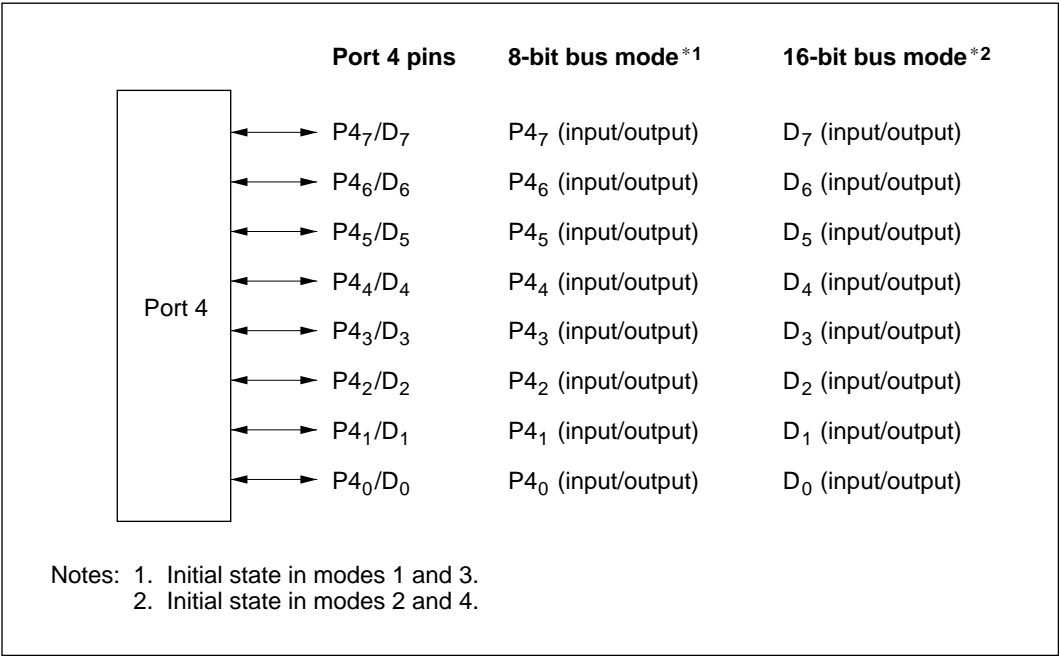 Port 4 pins 8-bit bus mode*1 16-bit bus mode*2
P4₇/D₇ P4₇ (input/output) D₇ (input/output)
P4₆/D₆ P4₆ (input/output) D₆ (input/output)
P4₅/D₅ P4₅ (input/output) D₅ (input/output)
P4₄/D₄ P4₄ (input/output) D₄ (input/output)
Port 4
P4₃/D₃ P4₃ (input/output) D₃ (input/output)
P4₂/D₂ P4₂ (input/output) D₂ (input/output)
P4₁/D₁ P4₁ (input/output) D₁ (input/output)
P4₀/D₀ P4₀ (input/output) D₀ (input/output)
Notes: 1. Initial state in modes 1 and 3.
2. Initial state in modes 2 and 4.